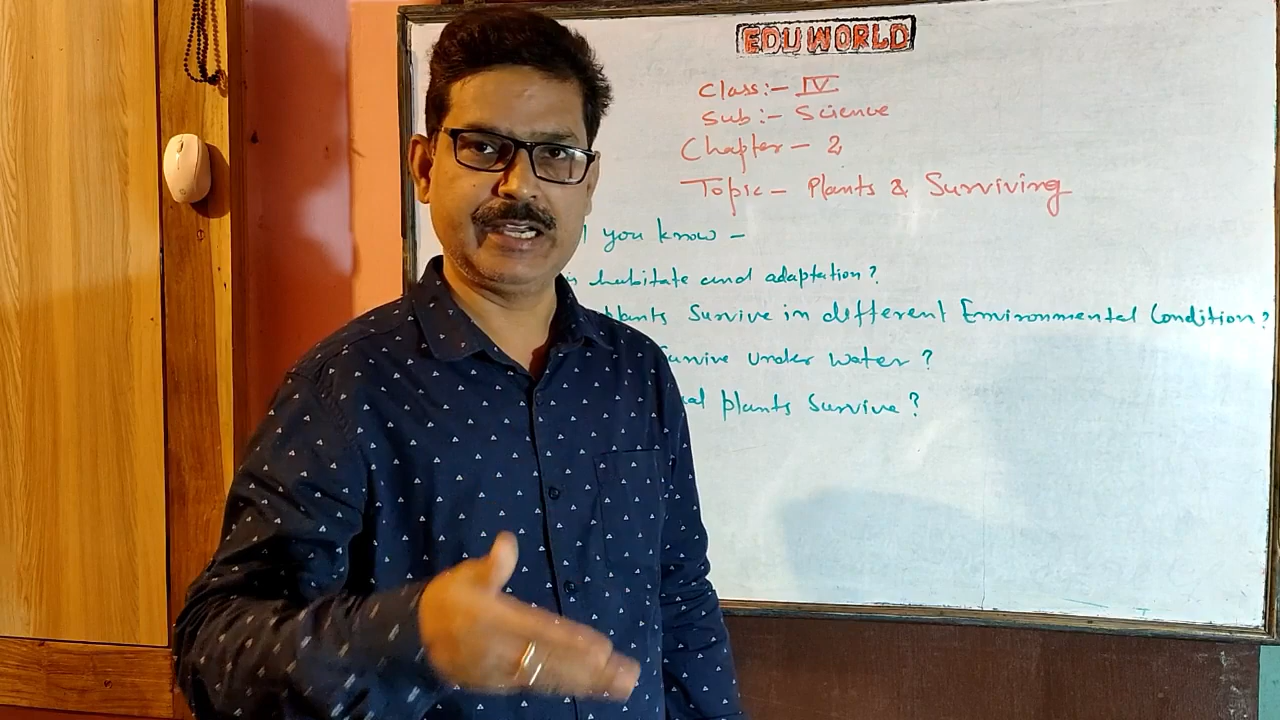 EDU WORLD
Class:- IV
Sub:- Science
Chapter - 2
Topic - Plants & Surviving
you know -
habitate and adaptation?
plants Survive in different Environmental Condition?
Survive under water?
plants Survive?